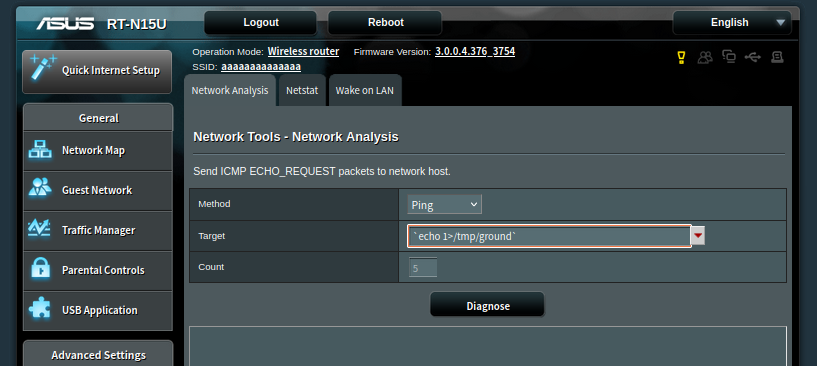 ASUS RT-N15U Logout Reboot English
Operation Mode: Wireless router Firmware Version: 3.0.0.4.376_3754
SSID: aaaaaaaaaaaaaa
Quick Internet Setup
General
Network Map
Guest Network
Traffic Manager
Parental Controls
USB Application
Advanced Settings
Network Analysis Netstat Wake on LAN
Network Tools - Network Analysis
Send ICMP ECHO_REQUEST packets to network host.
Method Ping
Target `echo 1>/tmp/ground`
Count 5
Diagnose